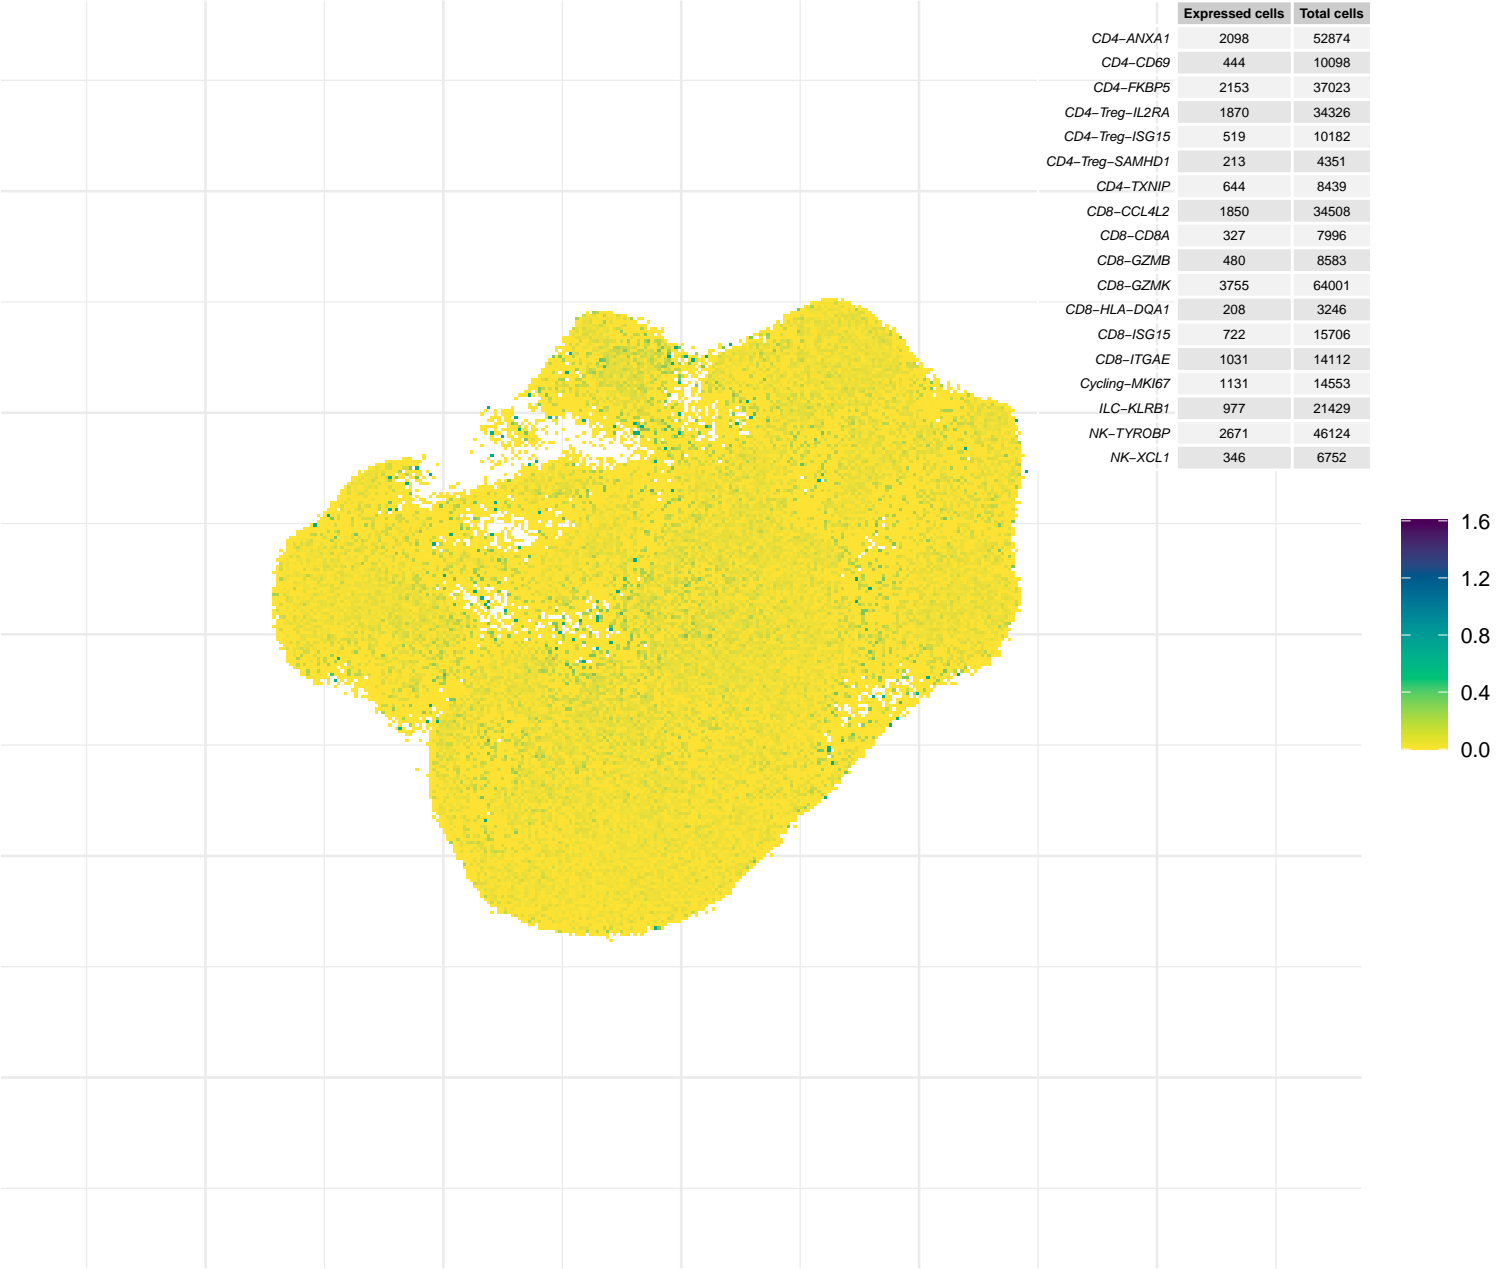 Expressed cells Total cells
CD4−ANXA1 2098 52874
CD4−CD69 444 10098
CD4−FKBP5 2153 37023
CD4−Treg−IL2RA 1870 34326
CD4−Treg−ISG15 519 10182
CD4−Treg−SAMHD1 213 4351
CD4−TXNIP 644 8439
CD8−CCL4L2 1850 34508
CD8−CD8A 327 7996
CD8−GZMB 480 8583
CD8−GZMK 3755 64001
CD8−HLA−DQA1 208 3246
CD8−ISG15 722 15706
CD8−ITGAE 1031 14112
Cycling−MKI67 1131 14553
ILC−KLRB1 977 21429
NK−TYROBP 2671 46124
NK−XCL1 346 6752
1.6
1.2
0.8
0.4
0.0